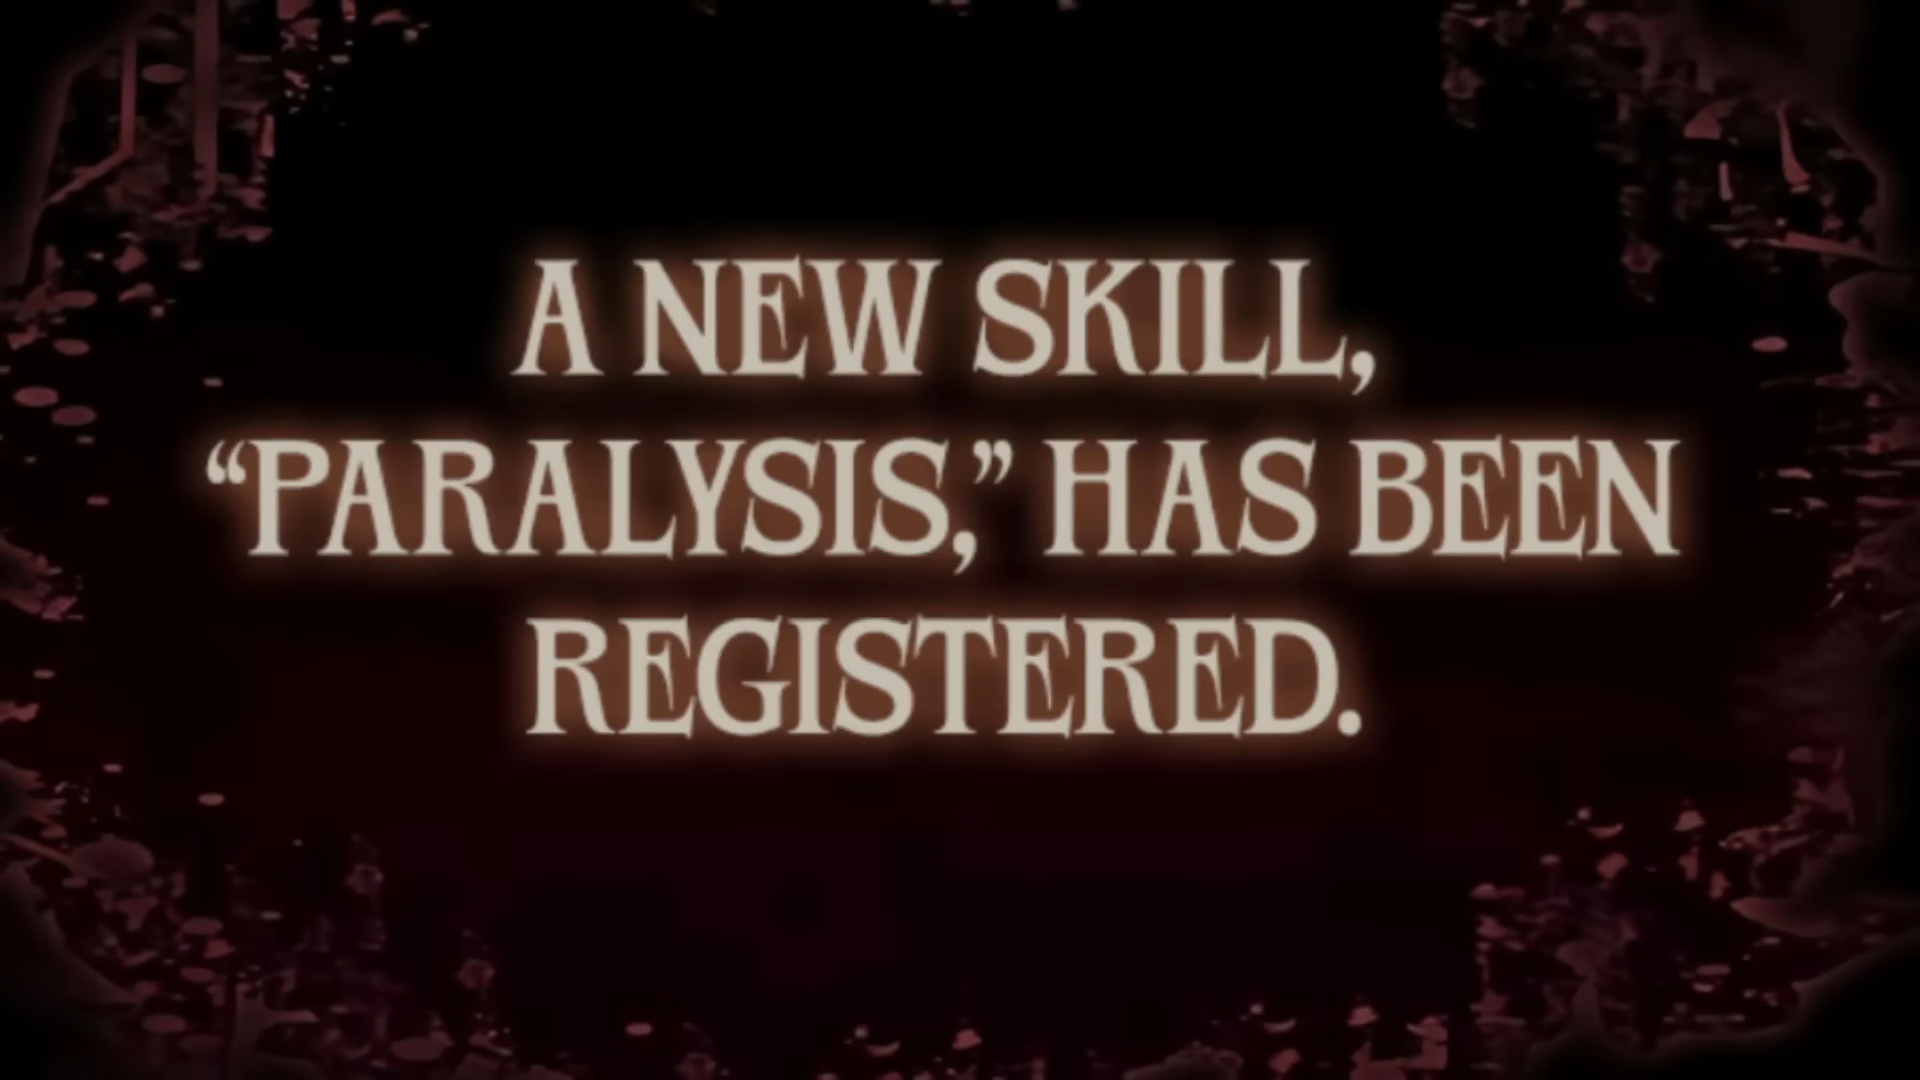 A NEW SKILL,
“PARALYSIS,” HAS BEEN
REGISTERED.